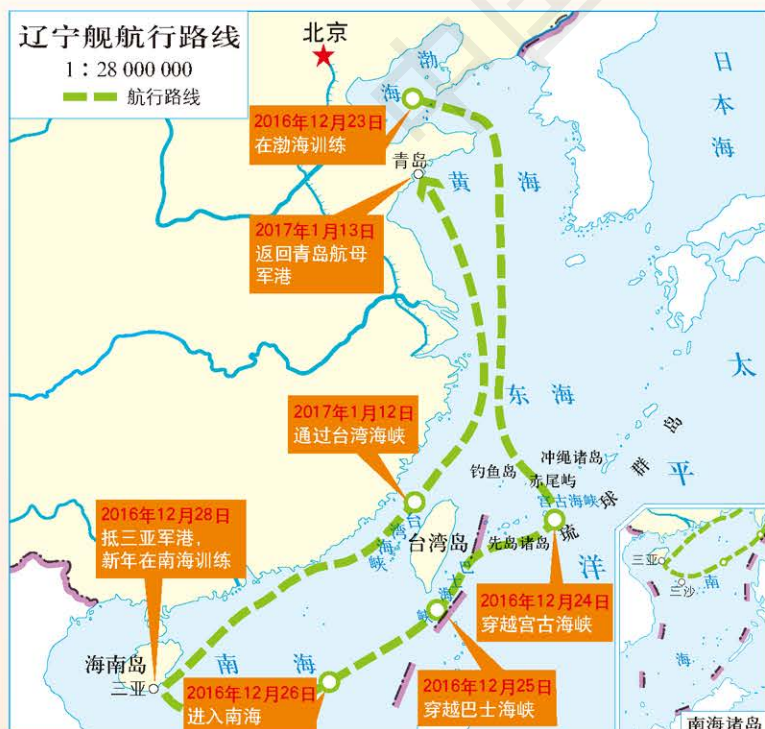 辽宁舰航行路线
1：28 000 000
航行路线
北京
渤
海
日本海
2016年12月23日
在渤海训练
青岛
黄海
2017年1月13日
返回青岛航母
军港
东海
太
平
洋
2017年1月12日
通过台湾海峡
钓鱼岛
冲绳诸岛
赤尾屿
宫古海峡
琉球群岛
先岛诸岛
台湾海峡
台湾岛
巴士海峡
2016年12月28日
抵三亚军港，
新年在南海训练
2016年12月24日
穿越宫古海峡
2016年12月25日
穿越巴士海峡
2016年12月26日
进入南海
海南岛
三亚
南海
三亚
三沙
南
海
南海诸岛